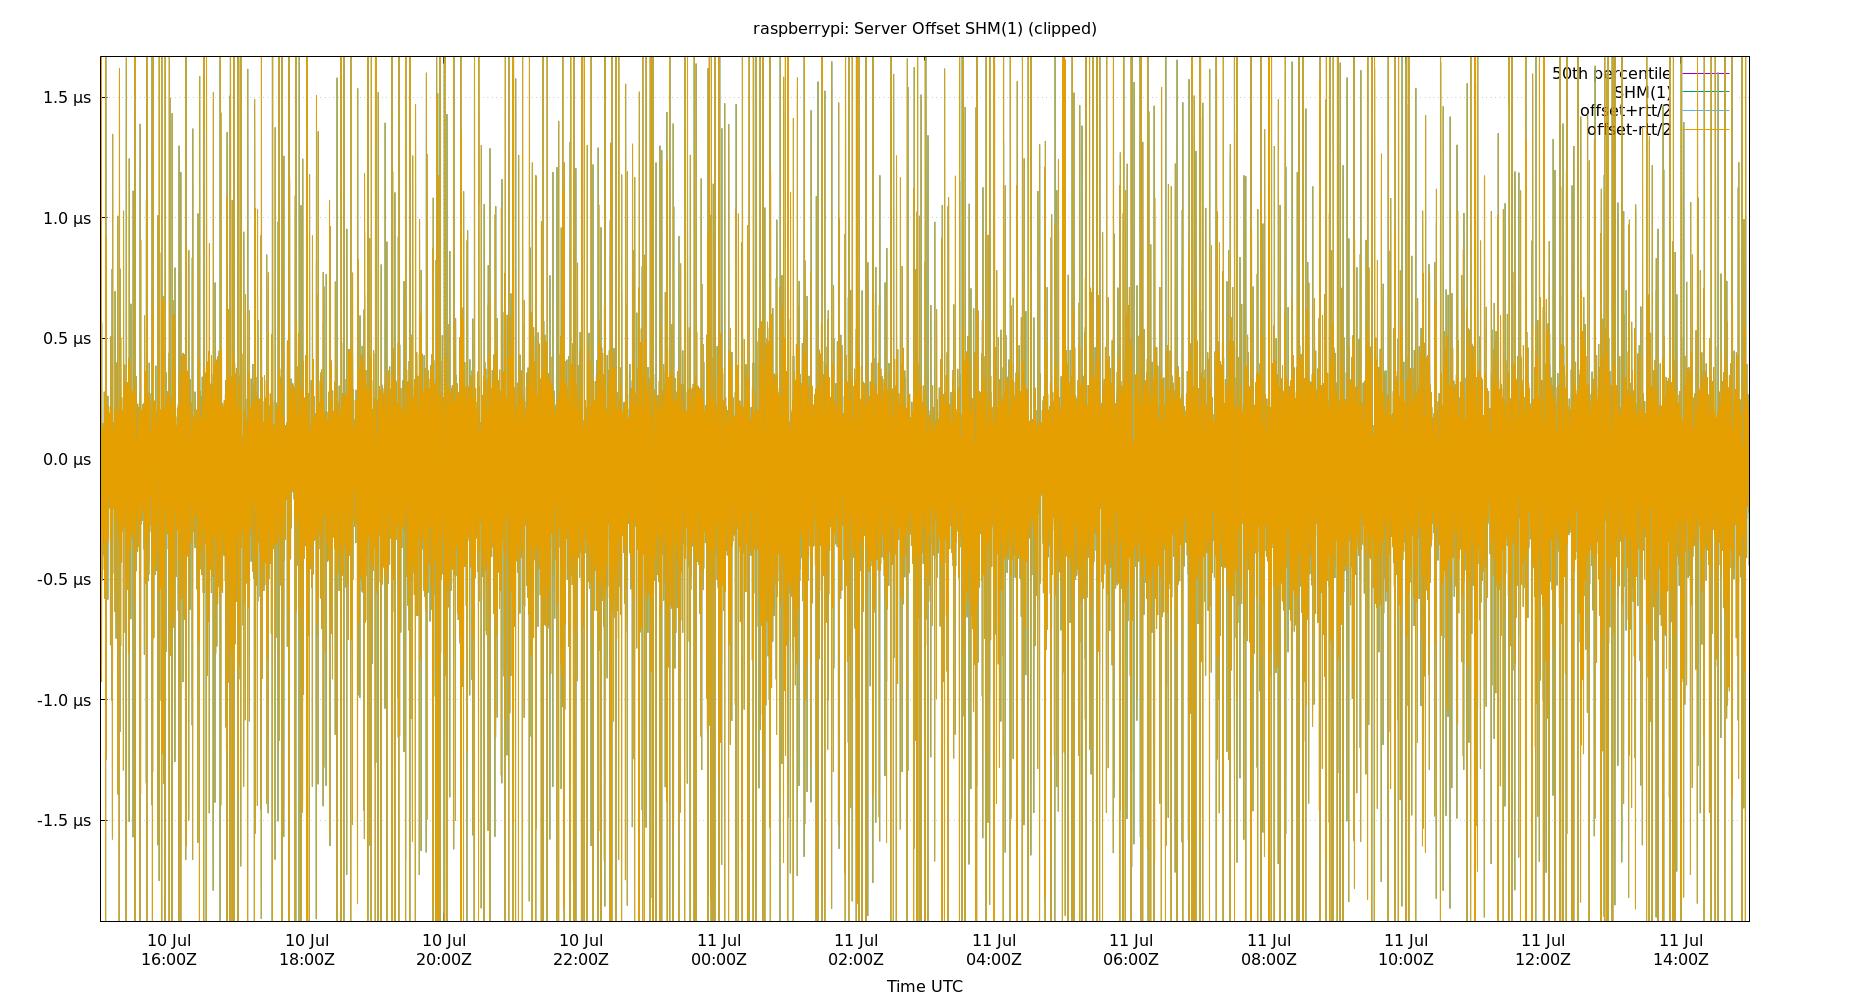 raspberrypi: Server Offset SHM(1) (clipped)
50th percentile
SHM(1)
offset+rtt/2
offset-rtt/2
1.5 µs
1.0 µs
0.5 µs
0.0 µs
-0.5 µs
-1.0 µs
-1.5 µs
10 Jul 10 Jul 10 Jul 10 Jul 11 Jul 11 Jul 11 Jul 11 Jul 11 Jul 11 Jul 11 Jul 11 Jul
16:00Z 18:00Z 20:00Z 22:00Z 00:00Z 02:00Z 04:00Z 06:00Z 08:00Z 10:00Z 12:00Z 14:00Z
Time UTC